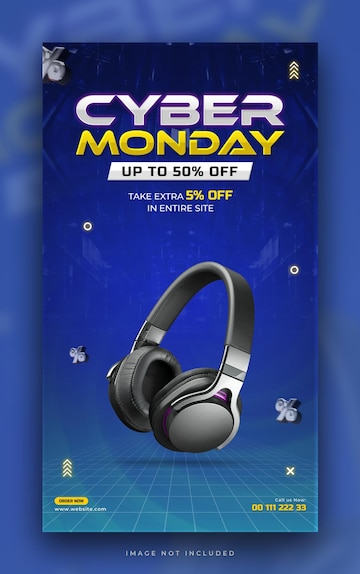 CYBER
MONDAY
UP TO 50% OFF
TAKE EXTRA 5% OFF
IN ENTIRE SITE
ORDER NOW
www.website.com
Call us now:
00 111 222 33
IMAGE NOT INCLUDED